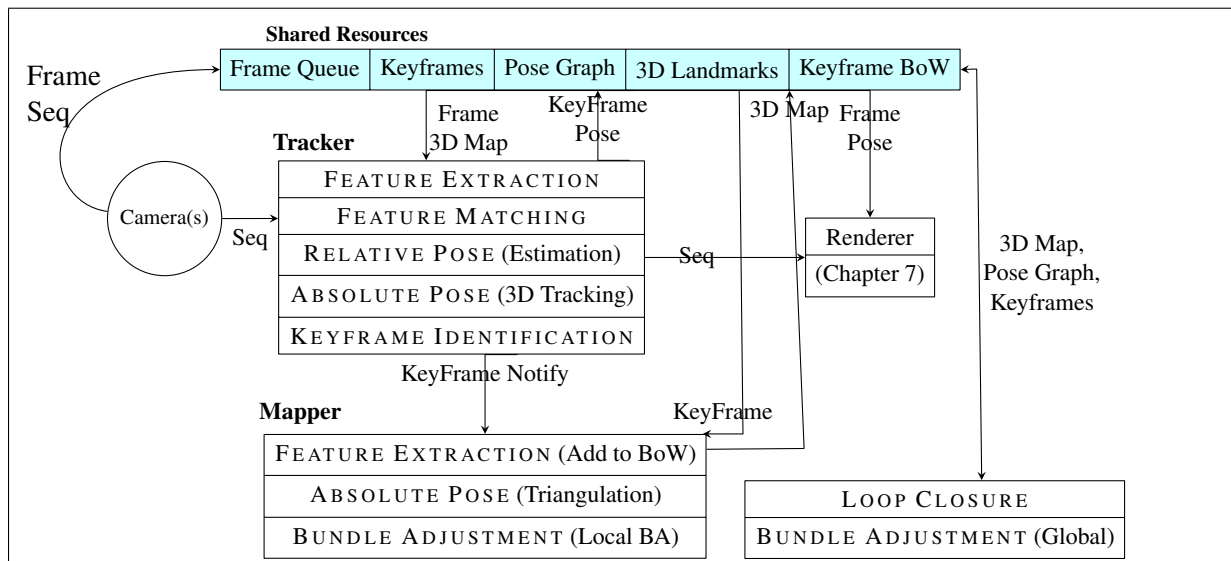 Shared Resources
Frame Queue
Keyframes
Pose Graph
3D Landmarks
Keyframe BoW
Frame
Seq
Frame
3D Map
KeyFrame
Pose
3D Map
Frame
Pose
Tracker
FEATURE EXTRACTION
FEATURE MATCHING
RELATIVE POSE (Estimation)
ABSOLUTE POSE (3D Tracking)
KEYFRAME IDENTIFICATION
Camera(s)
Seq
Seq
Renderer
(Chapter 7)
3D Map,
Pose Graph,
Keyframes
KeyFrame Notify
Mapper
KeyFrame
FEATURE EXTRACTION (Add to BoW)
ABSOLUTE POSE (Triangulation)
BUNDLE ADJUSTMENT (Local BA)
LOOP CLOSURE
BUNDLE ADJUSTMENT (Global)